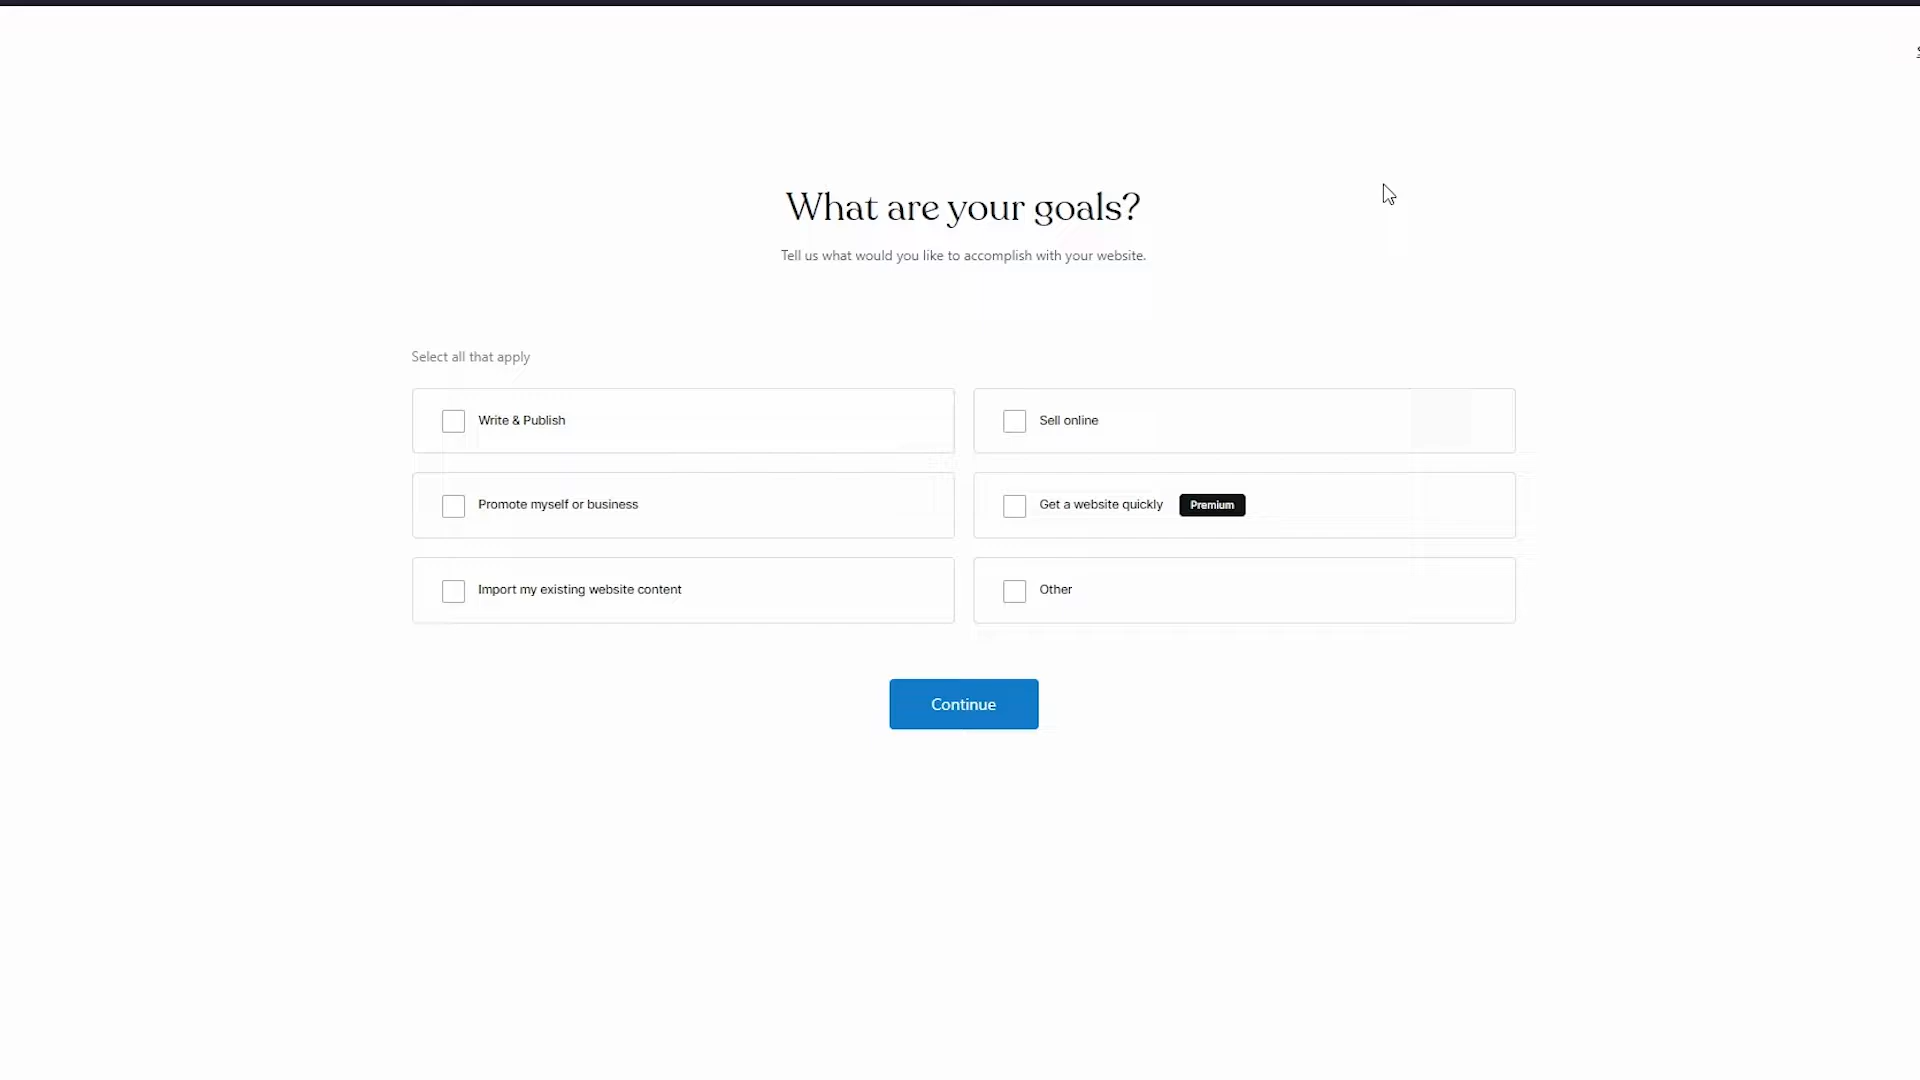 What are your goals?
Tell us what would you like to accomplish with your website.
Select all that apply
Write & Publish
Sell online
Promote myself or business
Get a website quickly Premium
Import my existing website content
Other
Continue